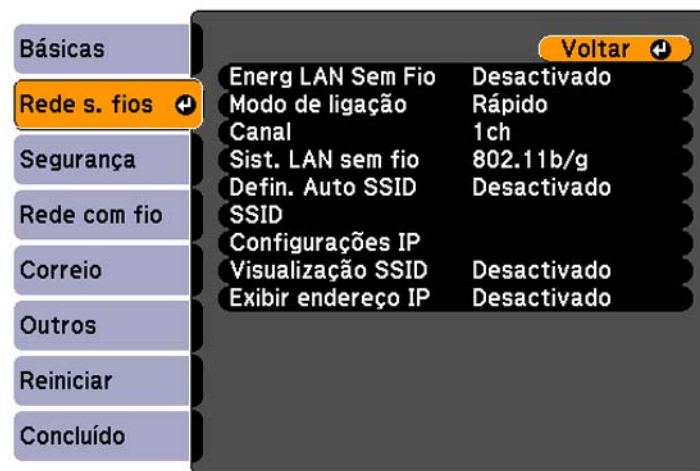 Básicas
Rede s. fios
Segurança
Rede com fio
Correio
Outros
Reiniciar
Concluído
Voltar
Energ LAN Sem Fio Desactivado
Modo de ligação Rápido
Canal 1ch
Sist. LAN sem fio 802.11b/g
Defin. Auto SSID Desactivado
SSID
Configurações IP
Visualização SSID Desactivado
Exibir endereço IP Desactivado